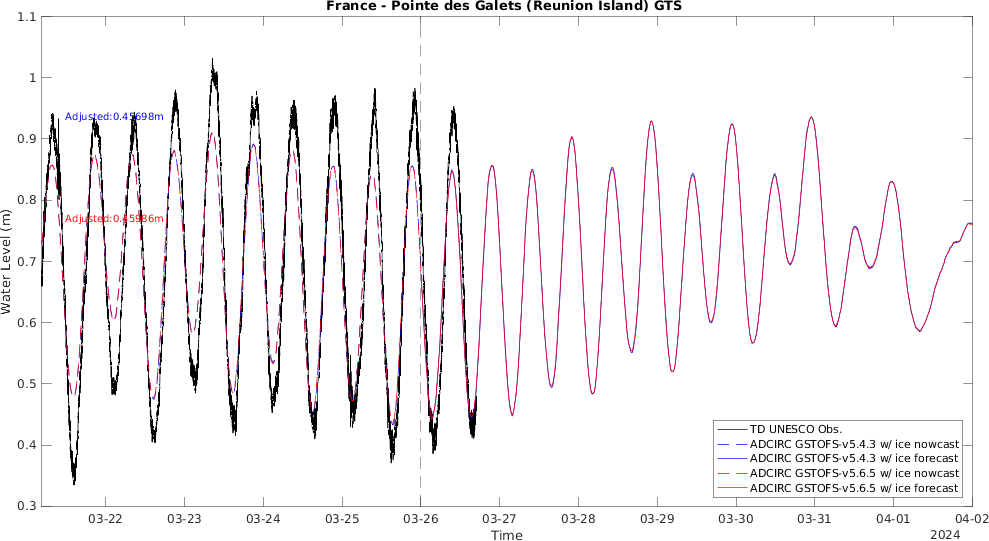 France - Pointe des Galets (Reunion Island) GTS
1.1
1
0.9
0.8
0.7
0.6
0.5
0.4
0.3
Water Level (m)
Adjusted:0.45698m
Adjusted:0.45986m
TD UNESCO Obs.
ADCIRC GSTOFS-v5.4.3 w/ ice nowcast
ADCIRC GSTOFS-v5.4.3 w/ ice forecast
ADCIRC GSTOFS-v5.6.5 w/ ice nowcast
ADCIRC GSTOFS-v5.6.5 w/ ice forecast
03-22 03-23 03-24 03-25 03-26 03-27 03-28 03-29 03-30 03-31 04-01 04-02
Time
2024